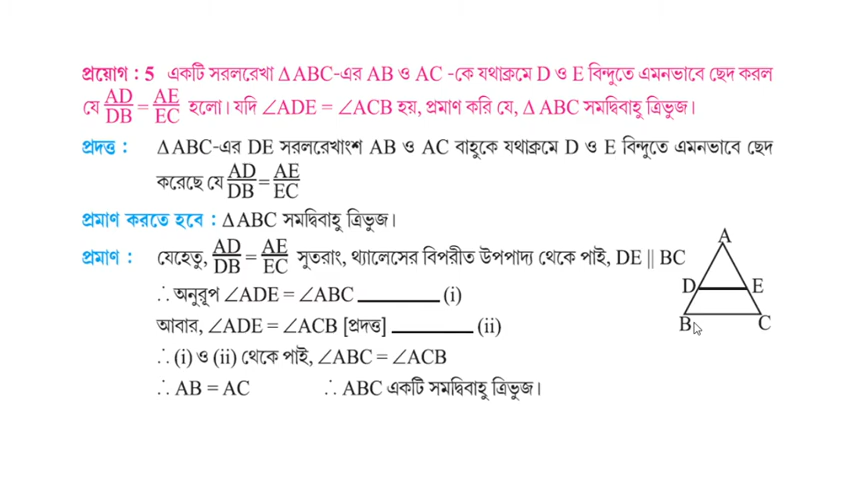 প্রয়োগ : 5 একটি সরলরেখা ΔABC-এর AB ও AC -কে যথাক্রমে D ও E বিন্দুতে এমনভাবে ছেদ করল
যে AD/DB = AE/EC হলো। যদি ∠ADE = ∠ACB হয়, প্রমাণ করি যে, Δ ABC সমদ্বিবাহু ত্রিভুজ।
প্রদত্ত : ΔABC-এর DE সরলরেখাংশ AB ও AC বাহুকে যথাক্রমে D ও E বিন্দুতে এমনভাবে ছেদ
করেছে যে AD/DB = AE/EC
প্রমাণ করতে হবে : ΔABC সমদ্বিবাহু ত্রিভুজ।
প্রমাণ : যেহেতু, AD/DB = AE/EC সুতরাং, থ্যালেসের বিপরীত উপপাদ্য থেকে পাই, DE || BC
∴ অনুরূপ ∠ADE = ∠ABC ________ (i)
আবার, ∠ADE = ∠ACB [প্রদত্ত] ________ (ii)
∴ (i) ও (ii) থেকে পাই, ∠ABC = ∠ACB
∴ AB = AC ∴ ABC একটি সমদ্বিবাহু ত্রিভুজ।
A
D E
B C